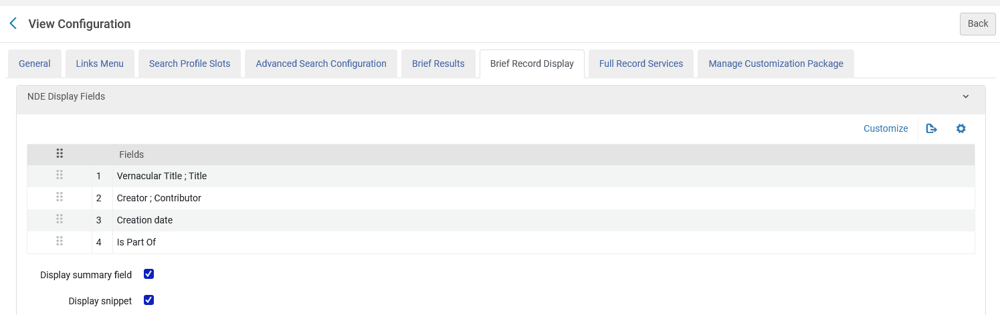 View Configuration
Back
General Links Menu Search Profile Slots Advanced Search Configuration Brief Results Brief Record Display Full Record Services Manage Customization Package
NDE Display Fields
Customize
Fields
1 Vernacular Title ; Title
2 Creator ; Contributor
3 Creation date
4 Is Part Of
Display summary field
Display snippet